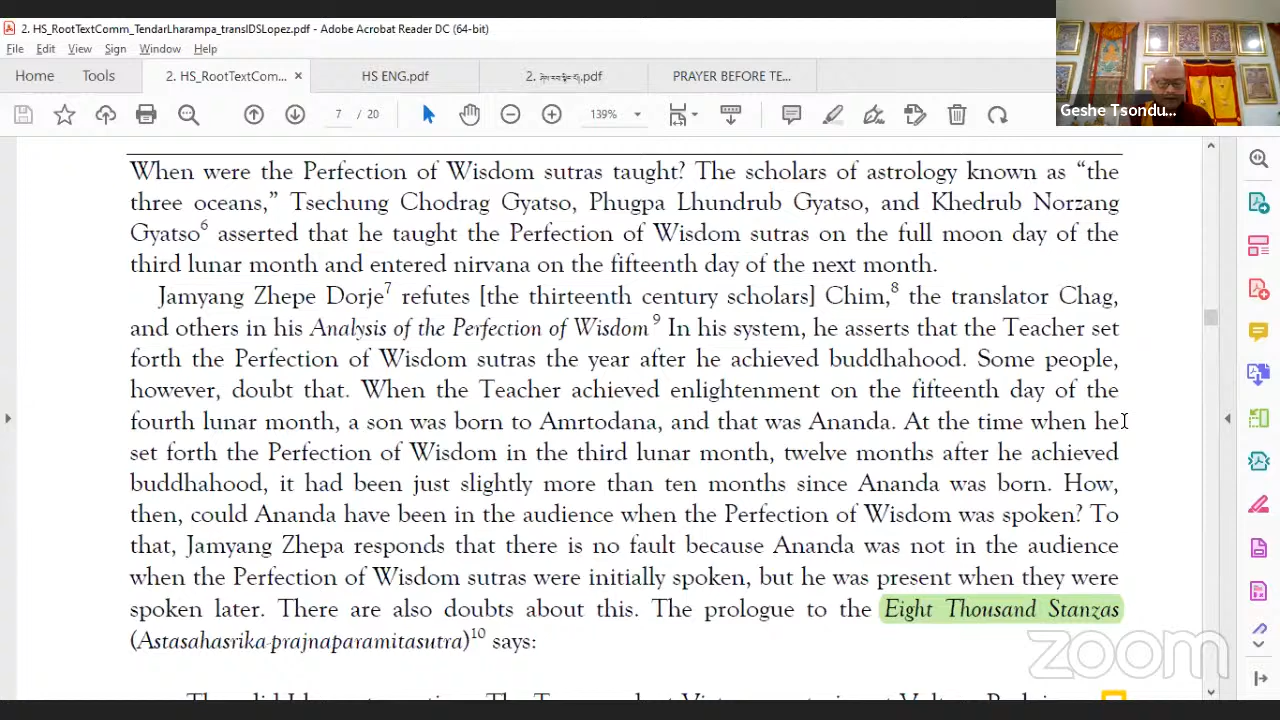 2. HS_RootTextComm_TendarLharampa_translDSLopez.pdf - Adobe Acrobat Reader DC (64-bit)
File Edit View Sign Window Help
Home Tools 2. HS_RootTextCom... × HS ENG.pdf PRAYER BEFORE TE...
7 / 20 139%
Geshe Tsondu...
When were the Perfection of Wisdom sutras taught? The scholars of astrology known as “the
three oceans,” Tsechung Chodrag Gyatso, Phugpa Lhundrub Gyatso, and Khedrub Norzang
Gyatso6 asserted that he taught the Perfection of Wisdom sutras on the full moon day of the
third lunar month and entered nirvana on the fifteenth day of the next month.
Jamyang Zhepe Dorje7 refutes [the thirteenth century scholars] Chim,8 the translator Chag,
and others in his Analysis of the Perfection of Wisdom 9 In his system, he asserts that the Teacher set
forth the Perfection of Wisdom sutras the year after he achieved buddhahood. Some people,
however, doubt that. When the Teacher achieved enlightenment on the fifteenth day of the
fourth lunar month, a son was born to Amrtodana, and that was Ananda. At the time when he
set forth the Perfection of Wisdom in the third lunar month, twelve months after he achieved
buddhahood, it had been just slightly more than ten months since Ananda was born. How,
then, could Ananda have been in the audience when the Perfection of Wisdom was spoken? To
that, Jamyang Zhepa responds that there is no fault because Ananda was not in the audience
when the Perfection of Wisdom sutras were initially spoken, but he was present when they were
spoken later. There are also doubts about this. The prologue to the Eight Thousand Stanzas
(Astasahasrika-prajnaparamitasutra)10 says:
zoom